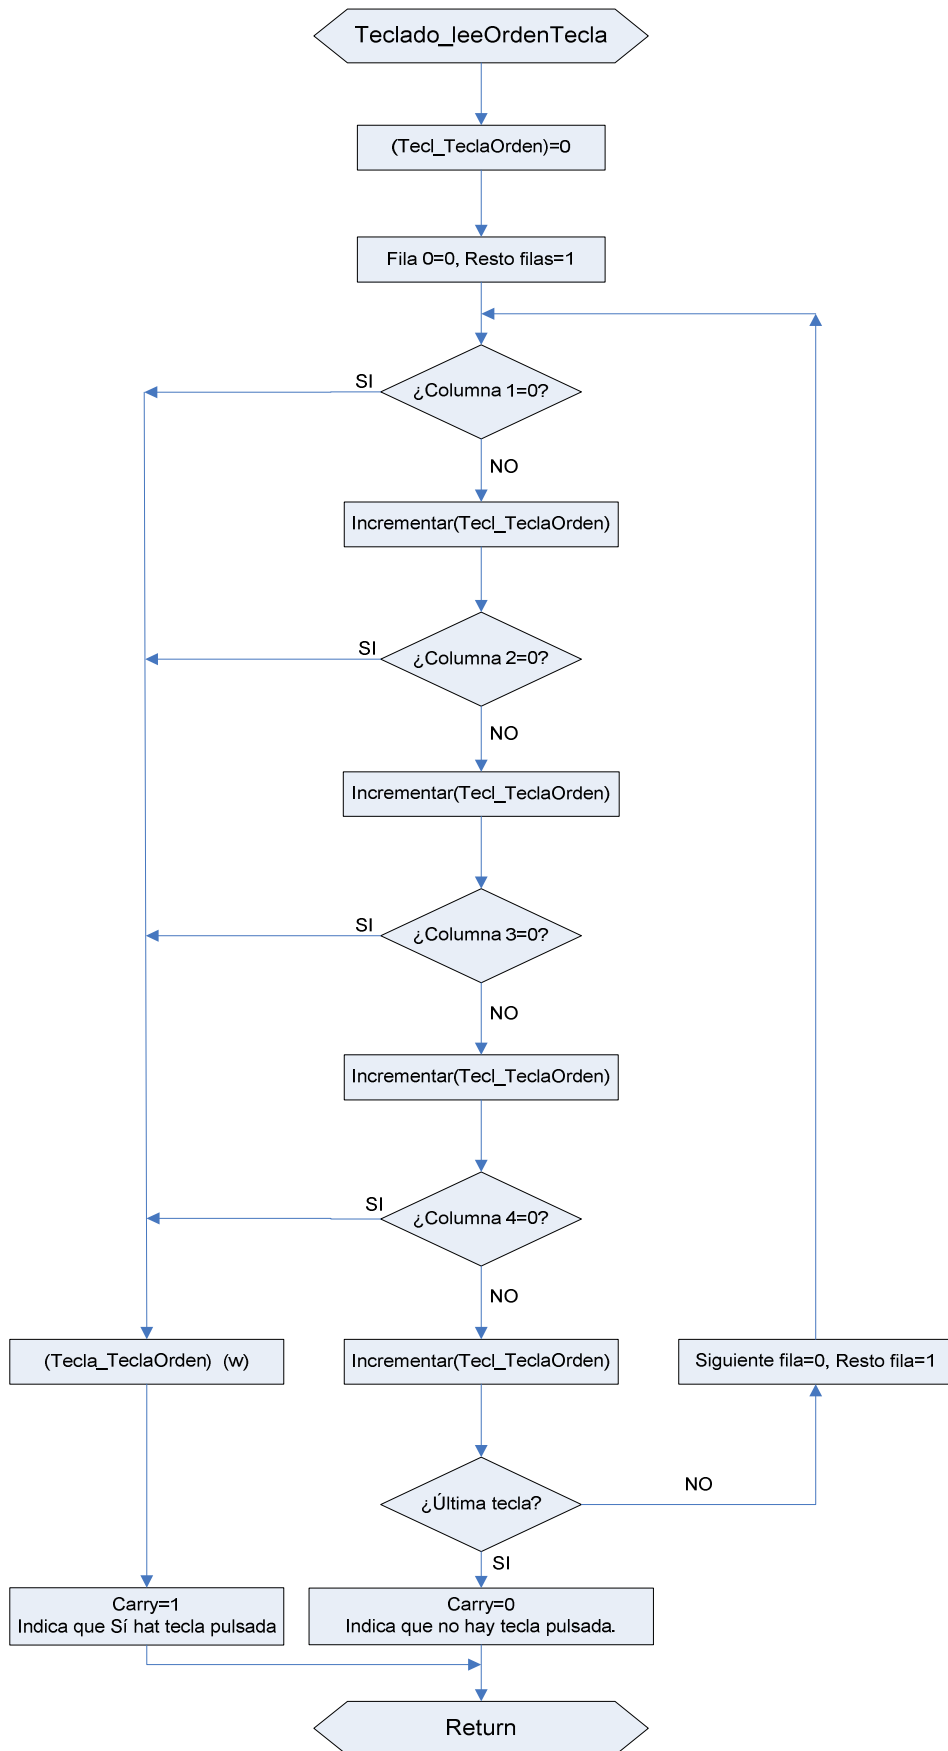 Teclado_leeOrdenTecla
(Tecl_TeclaOrden)=0
Fila 0=0, Resto filas=1
SI
¿Columna 1=0?
NO
Incrementar(Tecl_TeclaOrden)
SI
¿Columna 2=0?
NO
Incrementar(Tecl_TeclaOrden)
SI
¿Columna 3=0?
NO
Incrementar(Tecl_TeclaOrden)
SI
¿Columna 4=0?
NO
(Tecla_TeclaOrden) (w)
Incrementar(Tecl_TeclaOrden)
Siguiente fila=0, Resto fila=1
¿Última tecla?
NO
SI
Carry=1
Indica que Sí hat tecla pulsada
Carry=0
Indica que no hay tecla pulsada.
Return